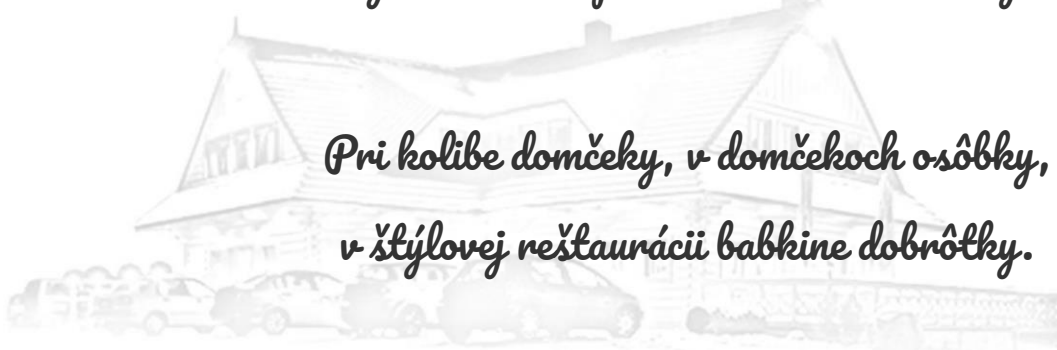 Pri kolibe domčeky, v domčekoch osôbky,
v štýlovej reštaurácii babkine dobrôtky.